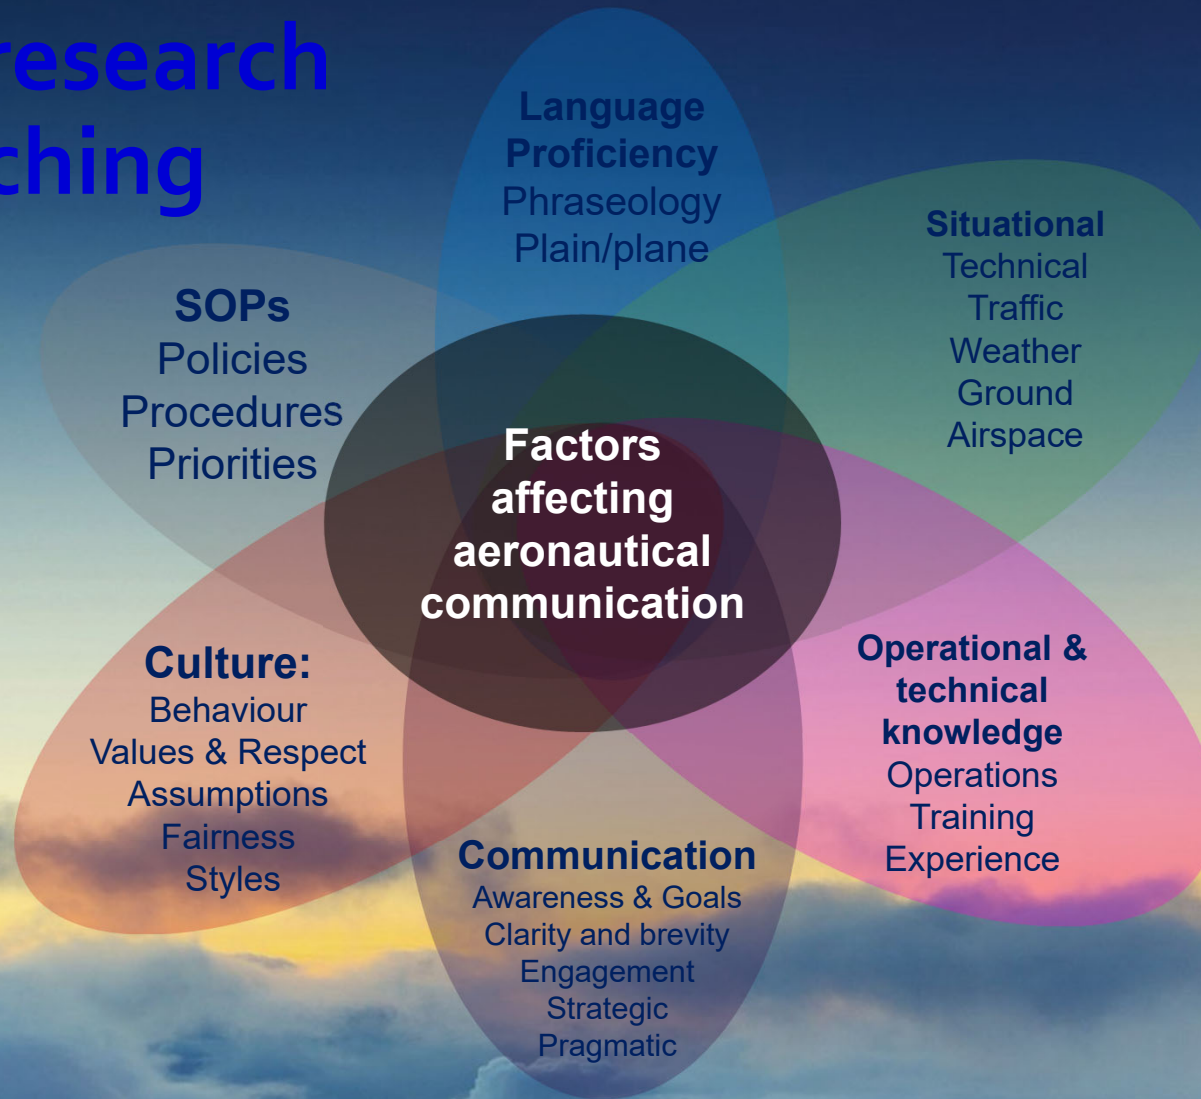 research
ching
Language
Proficiency
Phraseology
Plain/plane
Situational
Technical
Traffic
Weather
Ground
Airspace
SOPs
Policies
Procedures
Priorities
Factors
affecting
aeronautical
communication
Culture:
Behaviour
Values & Respect
Assumptions
Fairness
Styles
Operational &
technical
knowledge
Operations
Training
Experience
Communication
Awareness & Goals
Clarity and brevity
Engagement
Strategic
Pragmatic